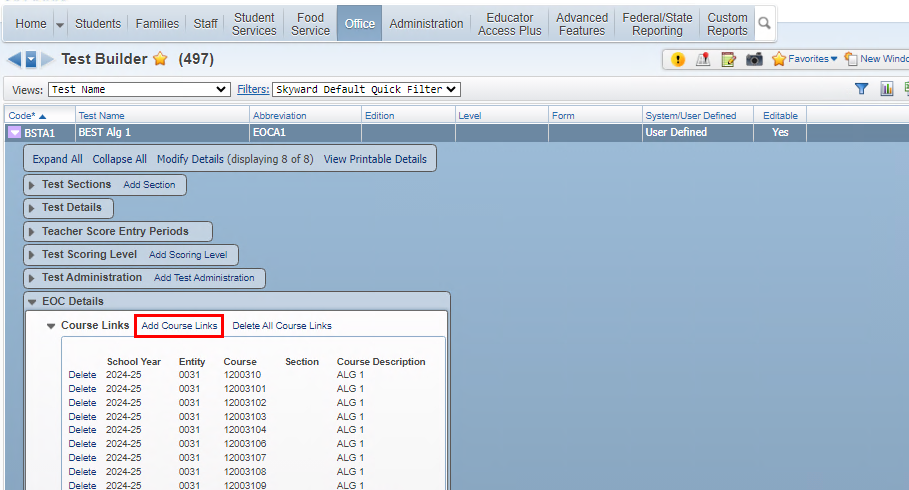 Home Students Families Staff Student Services Food Service Office Administration Educator Access Plus Advanced Features Federal/State Reporting Custom Reports
Test Builder (497) Favorites New
Views: Test Name Filters: Skyward Default Quick Filter
Code* Test Name Abbreviation Edition Level Form System/User Defined Editable
BSTA1 BEST Alg 1 EOCA1 User Defined Yes
Expand All Collapse All Modify Details (displaying 8 of 8) View Printable Details
Test Sections Add Section
Test Details
Teacher Score Entry Periods
Test Scoring Level Add Scoring Level
Test Administration Add Test Administration
EOC Details
Course Links Add Course Links Delete All Course Links
School Year Entity Course Section Course Description
Delete 2024-25 0031 1200310 ALG 1
Delete 2024-25 0031 12003101 ALG 1
Delete 2024-25 0031 12003102 ALG 1
Delete 2024-25 0031 12003103 ALG 1
Delete 2024-25 0031 12003104 ALG 1
Delete 2024-25 0031 12003106 ALG 1
Delete 2024-25 0031 12003107 ALG 1
Delete 2024-25 0031 12003108 ALG 1
Delete 2024-25 0031 12003109 ALG 1